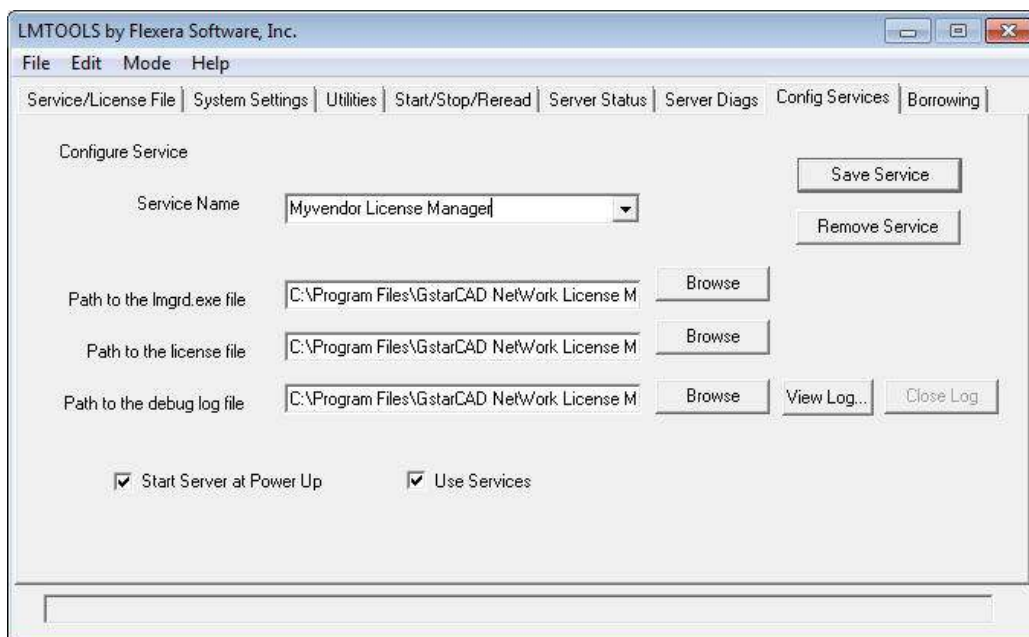 LMTOOLS by Flexera Software, Inc.
File Edit Mode Help
Service/License File System Settings Utilities Start/Stop/Reread Server Status Server Diags Config Services Borrowing
Configure Service
Save Service
Service Name Myvendor License Manager
Remove Service
Path to the lmgrd.exe file C:\Program Files\GstarCAD NetWork License M Browse
Path to the license file C:\Program Files\GstarCAD NetWork License M Browse
Path to the debug log file C:\Program Files\GstarCAD NetWork License M Browse View Log... Close Log
Start Server at Power Up Use Services